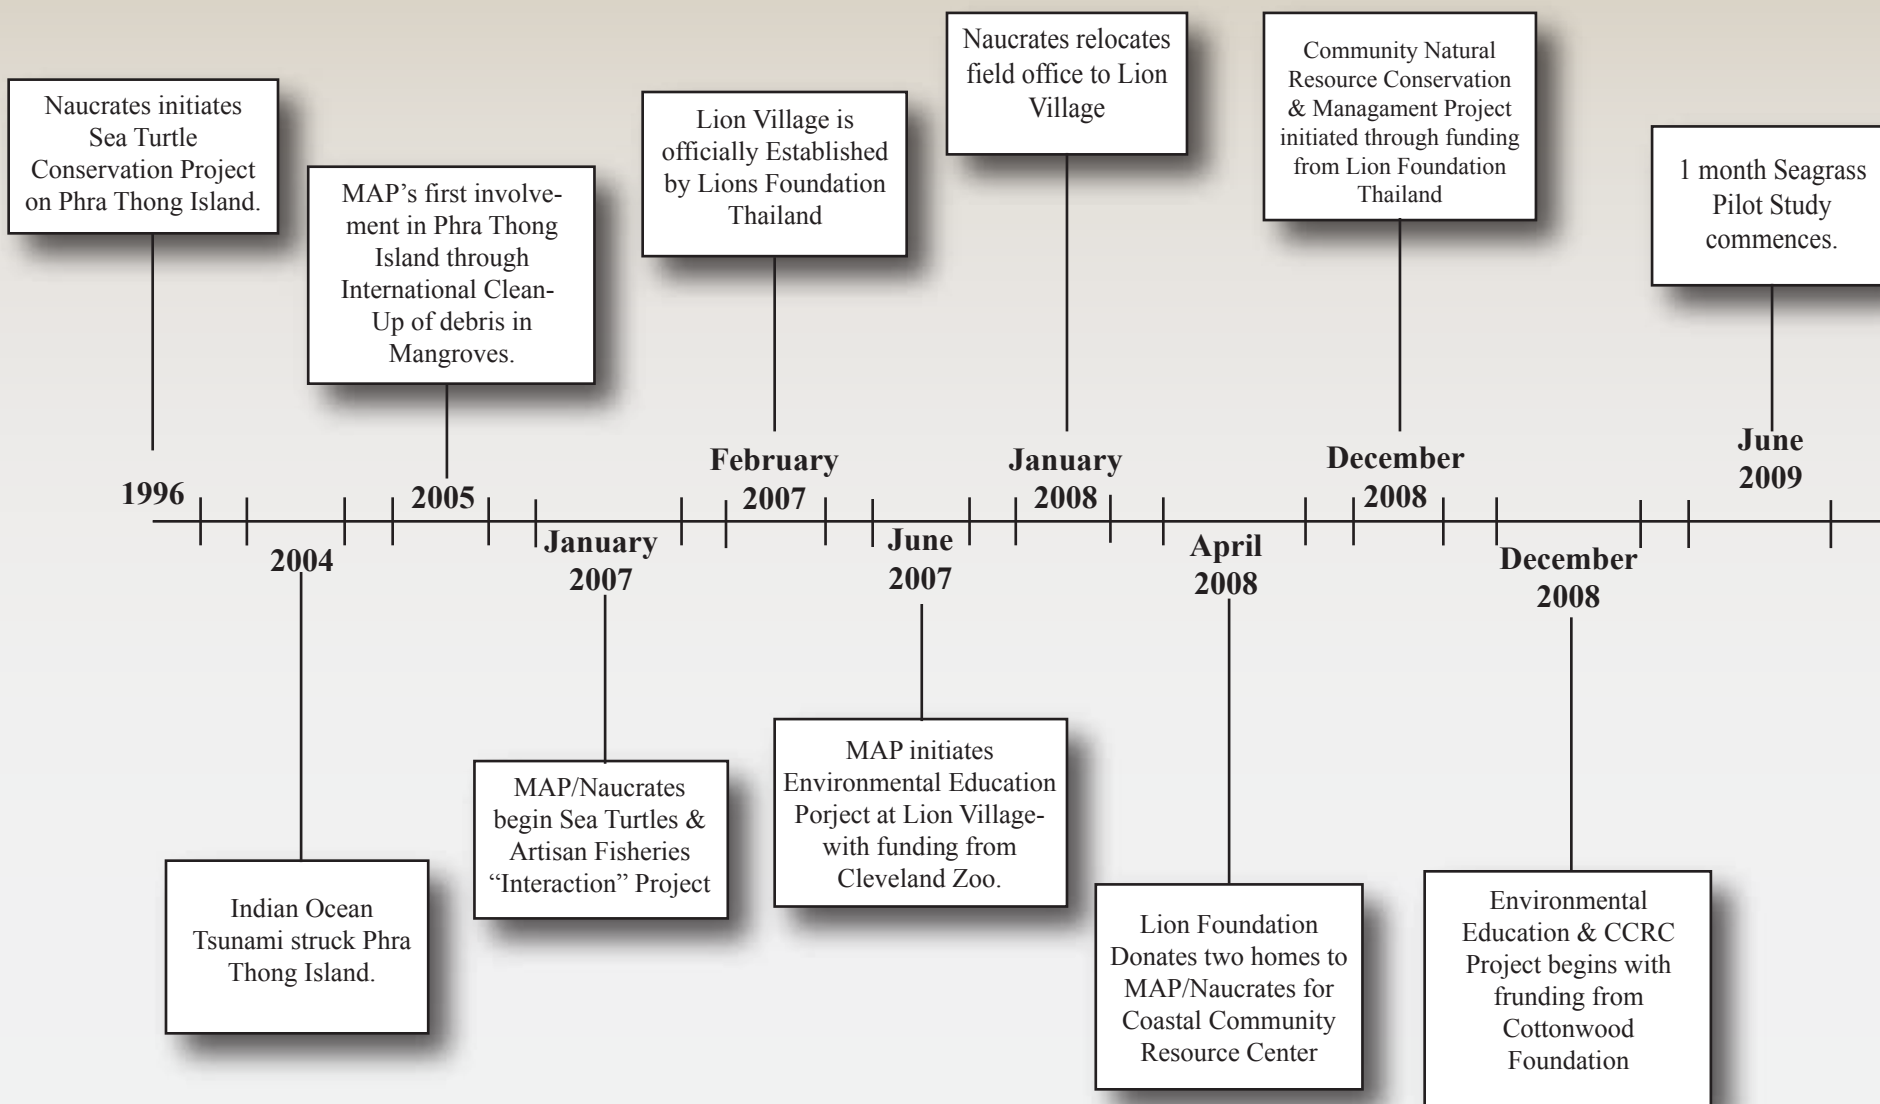 Naucrates initiates
Sea Turtle
Conservation Project
on Phra Thong Island.
1996
Indian Ocean
Tsunami struck Phra
Thong Island.
2004
MAP’s first involve-
ment in Phra Thong
Island through
International Clean-
Up of debris in
Mangroves.
2005
January
2007
MAP/Naucrates
begin Sea Turtles &
Artisan Fisheries
“Interaction” Project
Lion Village is
officially Established
by Lions Foundation
Thailand
February
2007
June
2007
MAP initiates
Environmental Education
Porject at Lion Village-
with funding from
Cleveland Zoo.
Naucrates relocates
field office to Lion
Village
January
2008
April
2008
Lion Foundation
Donates two homes to
MAP/Naucrates for
Coastal Community
Resource Center
Community Natural
Resource Conservation
& Managament Project
initiated through funding
from Lion Foundation
Thailand
December
2008
December
2008
Environmental
Education & CCRC
Project begins with
frunding from
Cottonwood
Foundation
1 month Seagrass
Pilot Study
commences.
June
2009